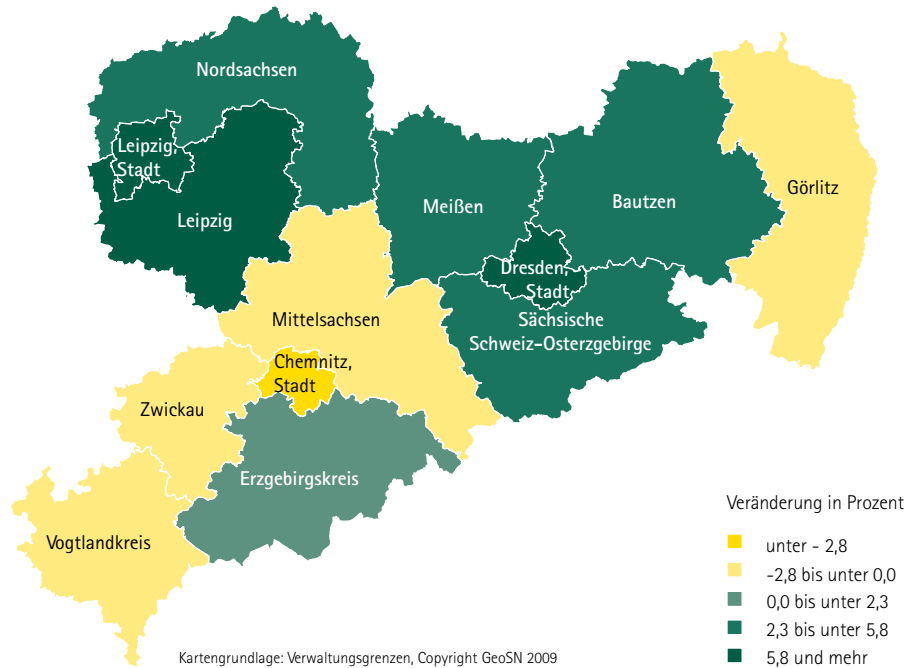 Nordsachsen
Leipzig,
Stadt
Leipzig
Meißen
Bautzen
Görlitz
Dresden,
Stadt
Sächsische
Schweiz-Osterzgebirge
Mittelsachsen
Chemnitz,
Stadt
Zwickau
Erzgebirgskreis
Vogtlandkreis
Veränderung in Prozent
unter - 2,8
-2,8 bis unter 0,0
0,0 bis unter 2,3
2,3 bis unter 5,8
5,8 und mehr
Kartengrundlage: Verwaltungsgrenzen, Copyright GeoSN 2009